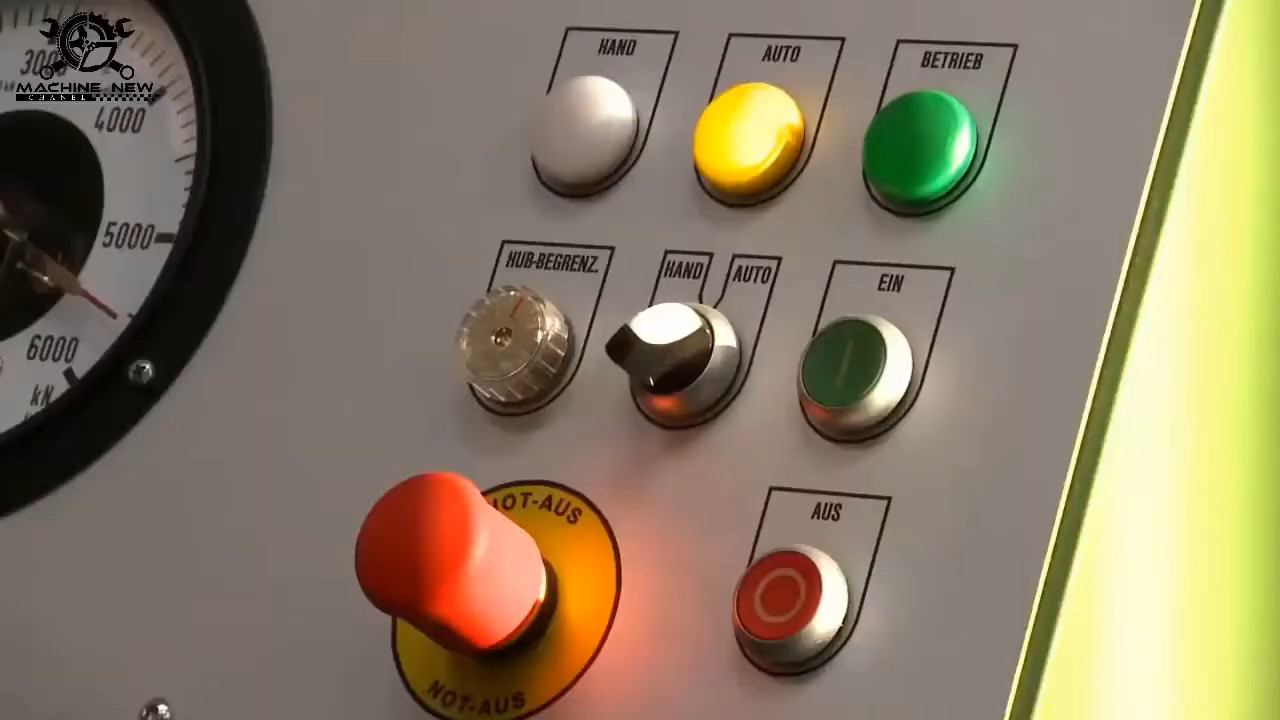 MACHINE NEW
CHANEL
3000
4000
5000
6000
kN
HAND
AUTO
BETRIEB
HUB-BEGRENZ.
HAND
AUTO
EIN
NOT-AUS
NOT-AUS
AUS